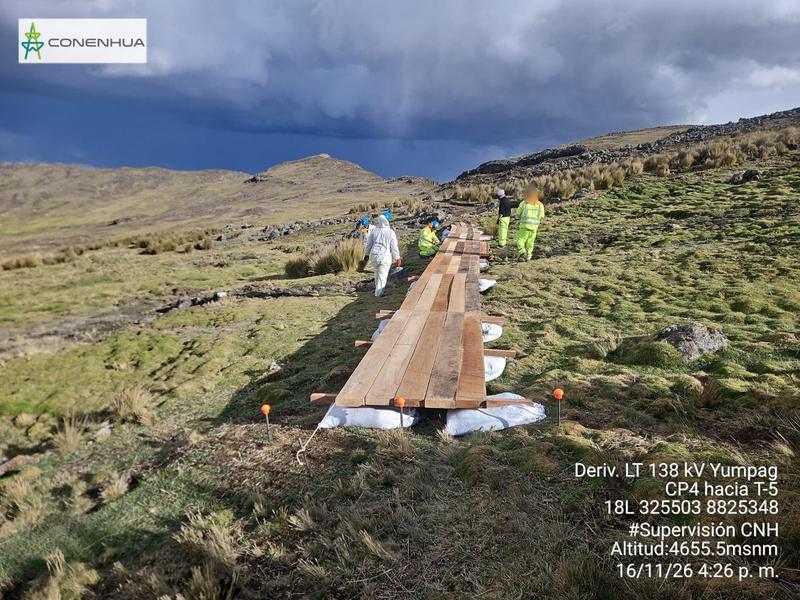 CONENHUA
Deriv. LT 138 kV Yumpag
CP4 hacia T-5
18L 325503 8825348
#Supervisión CNH
Altitud:4655.5msnm
16/11/26 4:26 p. m.